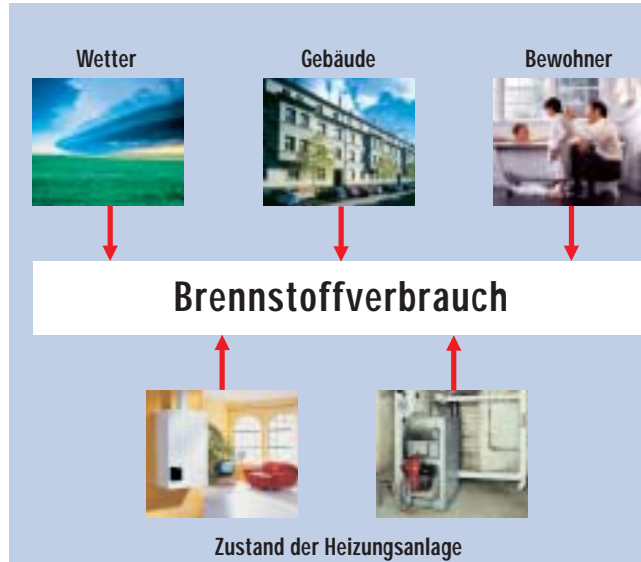 Wetter
Gebäude
Bewohner
Brennstoffverbrauch
Zustand der Heizungsanlage